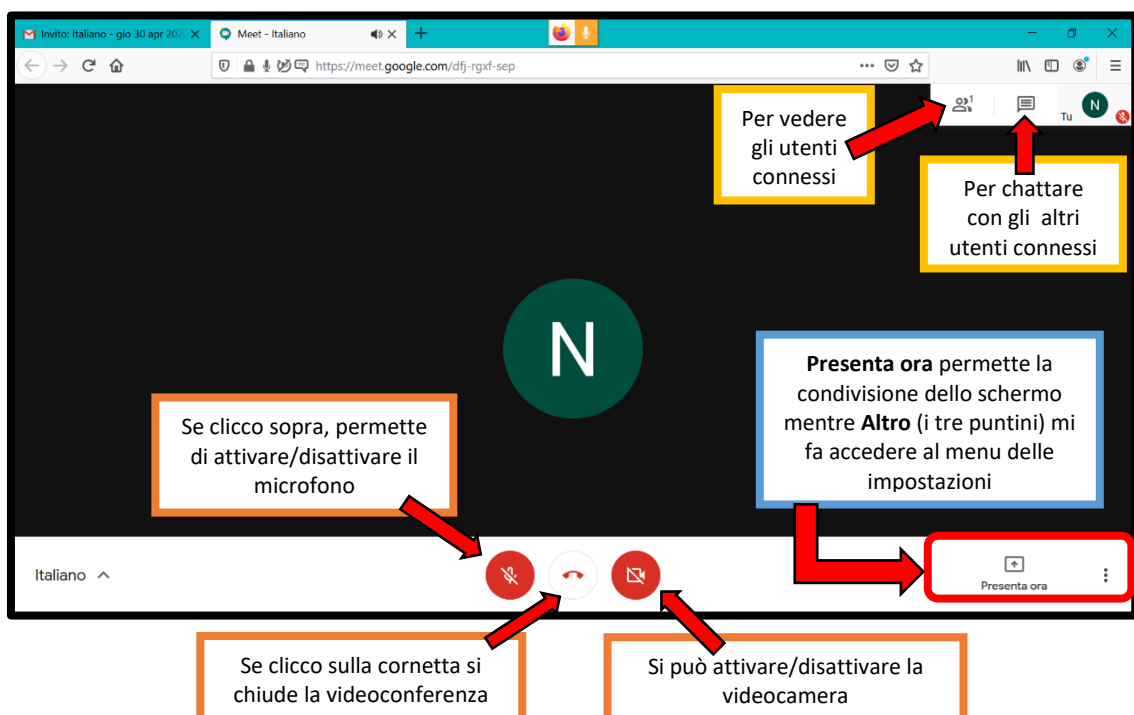 Invito: Italiano - gio 30 apr 202
Meet - Italiano
https://meet.google.com/dfj-rgxf-sep
1
Tu
N
Per vedere
gli utenti
connessi
Per chattare
con gli altri
utenti connessi
N
Presenta ora permette la
condivisione dello schermo
mentre Altro (i tre puntini) mi
fa accedere al menu delle
impostazioni
Se clicco sopra, permette
di attivare/disattivare il
microfono
Italiano
Presenta ora
Se clicco sulla cornetta si
chiude la videoconferenza
Si può attivare/disattivare la
videocamera